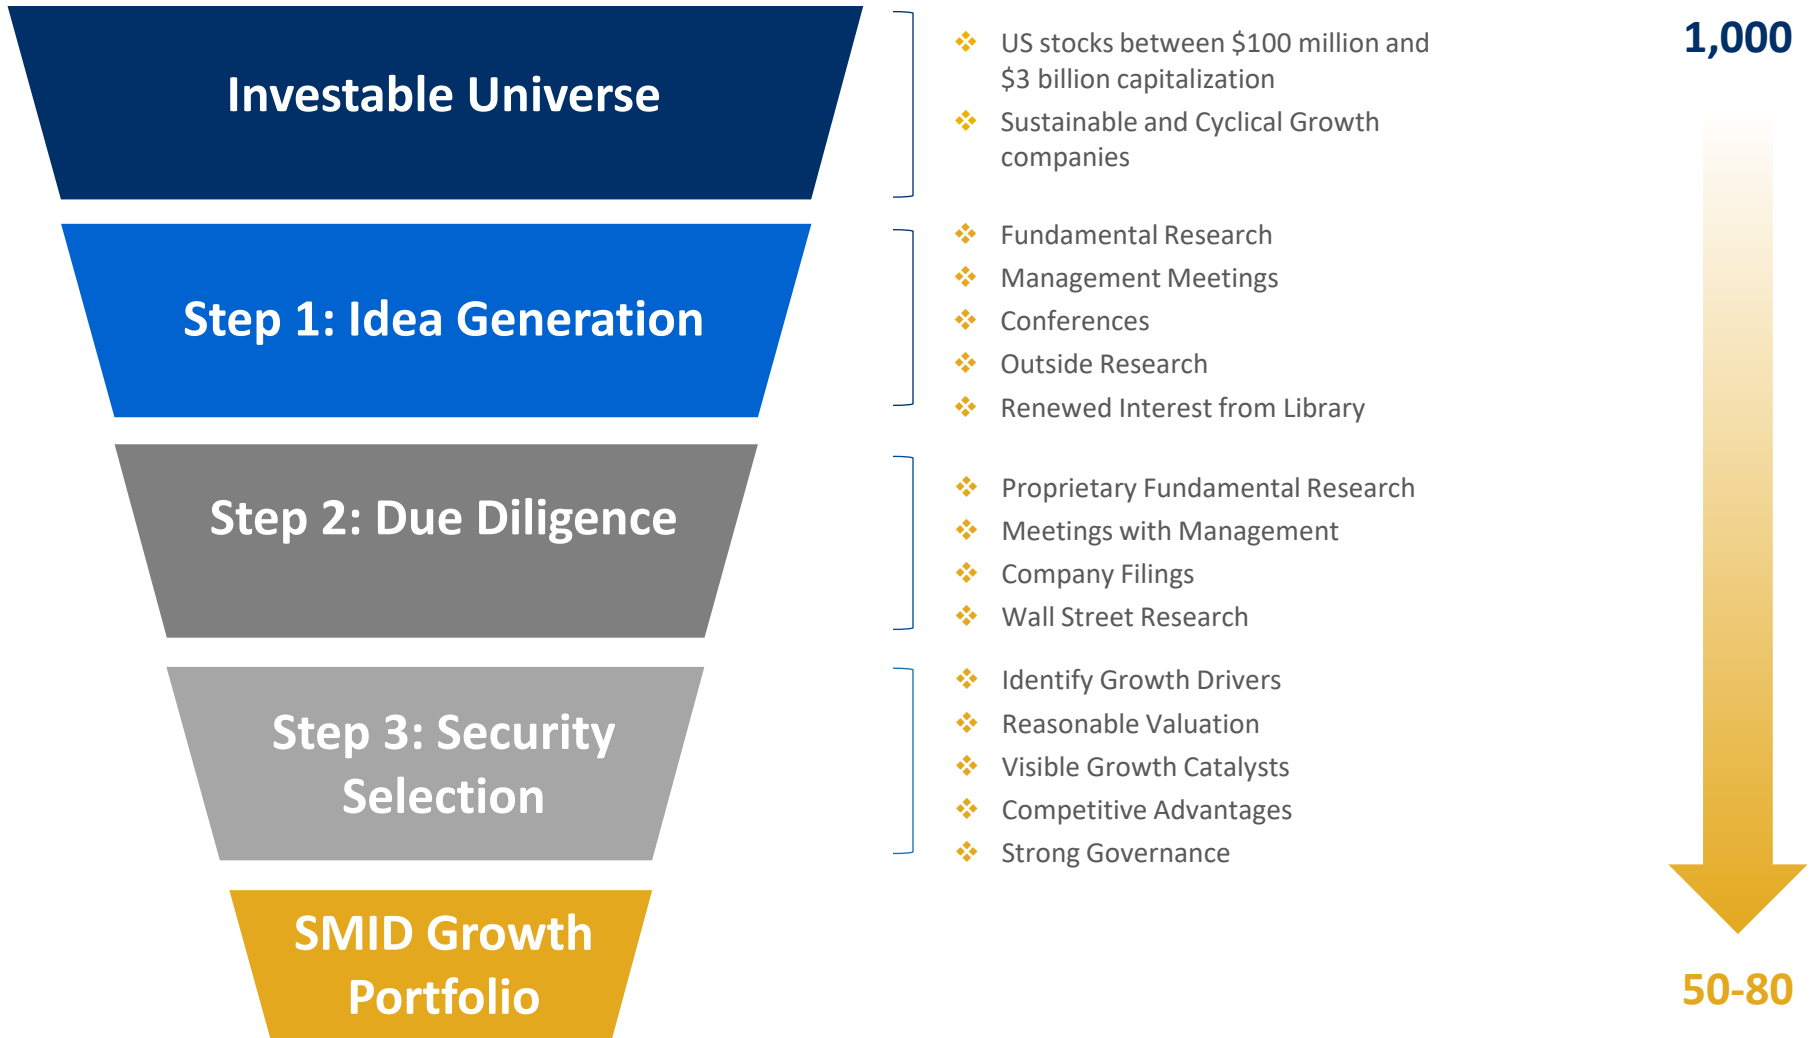 Investable Universe
US stocks between $100 million and
$3 billion capitalization
Sustainable and Cyclical Growth
companies
1,000
Step 1: Idea Generation
Fundamental Research
Management Meetings
Conferences
Outside Research
Renewed Interest from Library
Step 2: Due Diligence
Proprietary Fundamental Research
Meetings with Management
Company Filings
Wall Street Research
Step 3: Security
Selection
Identify Growth Drivers
Reasonable Valuation
Visible Growth Catalysts
Competitive Advantages
Strong Governance
SMID Growth
Portfolio
50-80